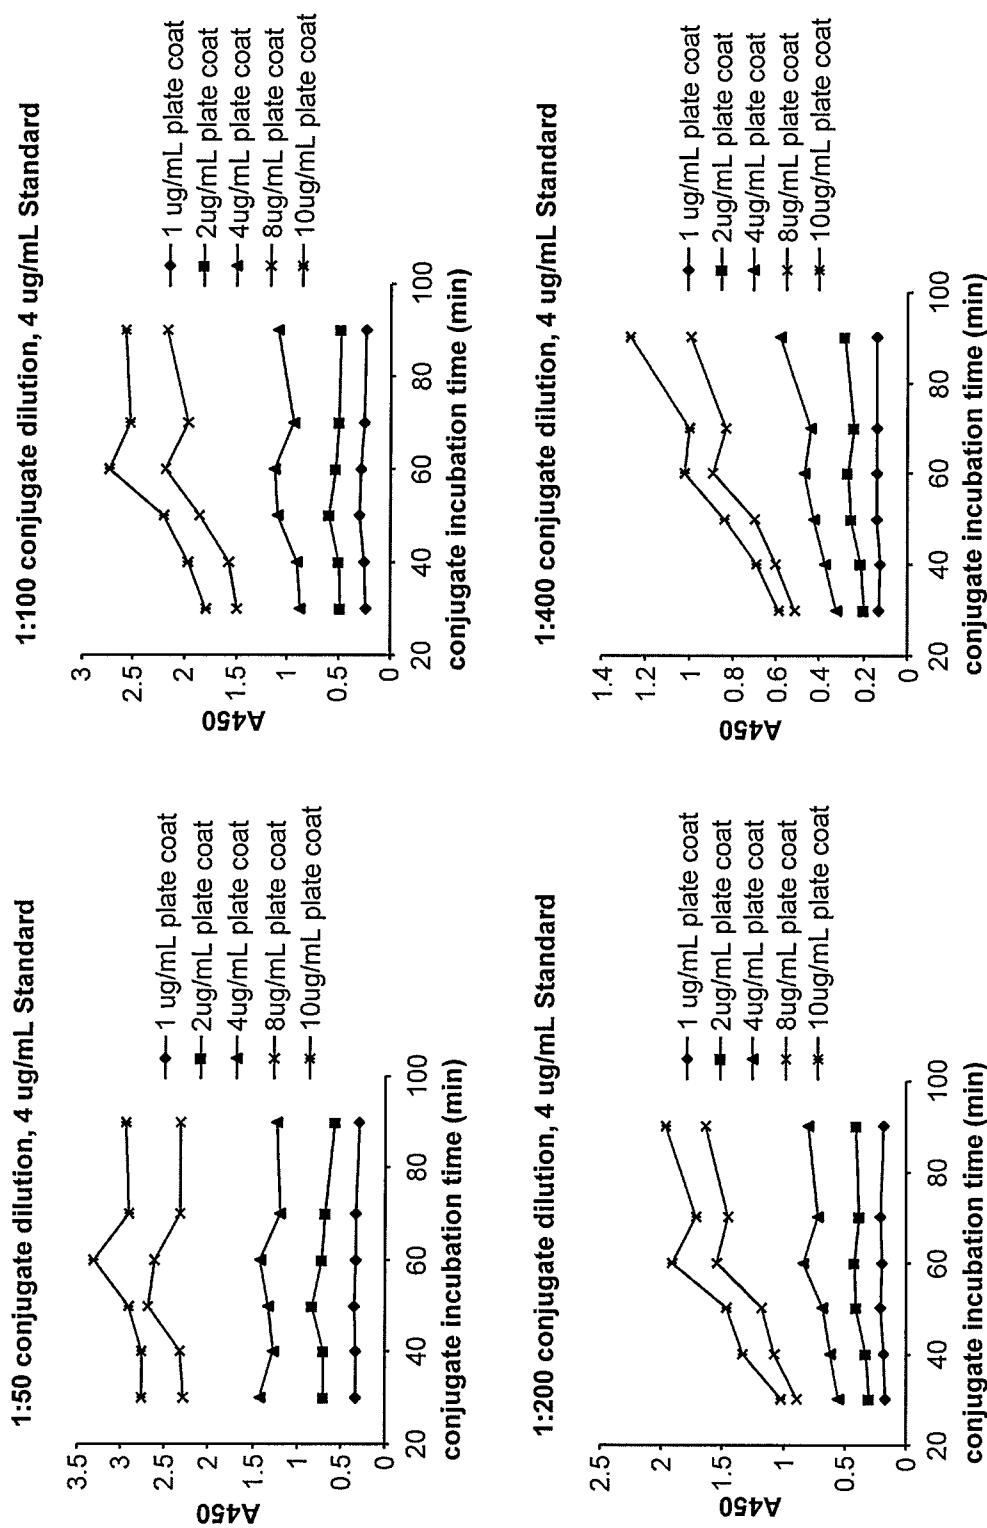 1:50 conjugate dilution, 4 ug/mL Standard
3.5
3
2.5
2
1.5
1
0.5
0
A450
20
40
60
80
100
conjugate incubation time (min)
1 ug/mL plate coat
2ug/mL plate coat
4ug/mL plate coat
8ug/mL plate coat
10ug/mL plate coat
1:100 conjugate dilution, 4 ug/mL Standard
3
2.5
2
1.5
1
0.5
0
A450
20
40
60
80
100
conjugate incubation time (min)
1 ug/mL plate coat
2ug/mL plate coat
4ug/mL plate coat
8ug/mL plate coat
10ug/mL plate coat
1:200 conjugate dilution, 4 ug/mL Standard
2.5
2
1.5
1
0.5
0
A450
20
40
60
80
100
conjugate incubation time (min)
1 ug/mL plate coat
2ug/mL plate coat
4ug/mL plate coat
8ug/mL plate coat
10ug/mL plate coat
1:400 conjugate dilution, 4 ug/mL Standard
1.4
1.2
1
0.8
0.6
0.4
0.2
0
A450
20
40
60
80
100
conjugate incubation time (min)
1 ug/mL plate coat
2ug/mL plate coat
4ug/mL plate coat
8ug/mL plate coat
10ug/mL plate coat